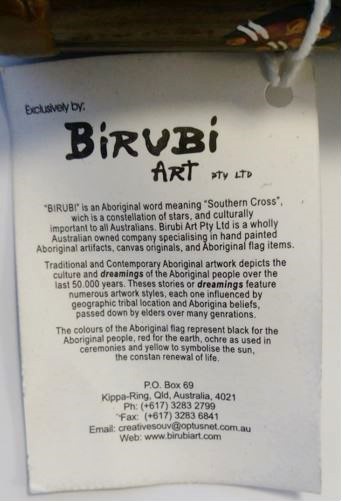 Exclusively by:
BiRUBi
ART PTY LTD
"BIRUBI" is an Aboriginal word meaning "Southern Cross",
wich is a constellation of stars, and culturally
important to all Australians. Birubi Art Pty Ltd is a wholly
Australian owned company specialising in hand painted
Aboriginal artifacts, canvas originals, and Aboriginal flag items.
Traditional and Contemporary Aboriginal artwork depicts the
culture and dreamings of the Aboriginal people over the
last 50.000 years. Theses stories or dreamings feature
numerous artwork styles, each one influenced by
geographic tribal location and Aborigina beliefs,
passed down by elders over many genrations.
The colours of the Aboriginal flag represent black for the
Aboriginal people, red for the earth, ochre as used in
ceremonies and yellow to symbolise the sun,
the constan renewal of life.
P.O. Box 69
Kippa-Ring, Qld, Australia, 4021
Ph: (+617) 3283 2799
Fax: (+617) 3283 6841
Email: creativesouv@optusnet.com.au
Web: www.birubiart.com